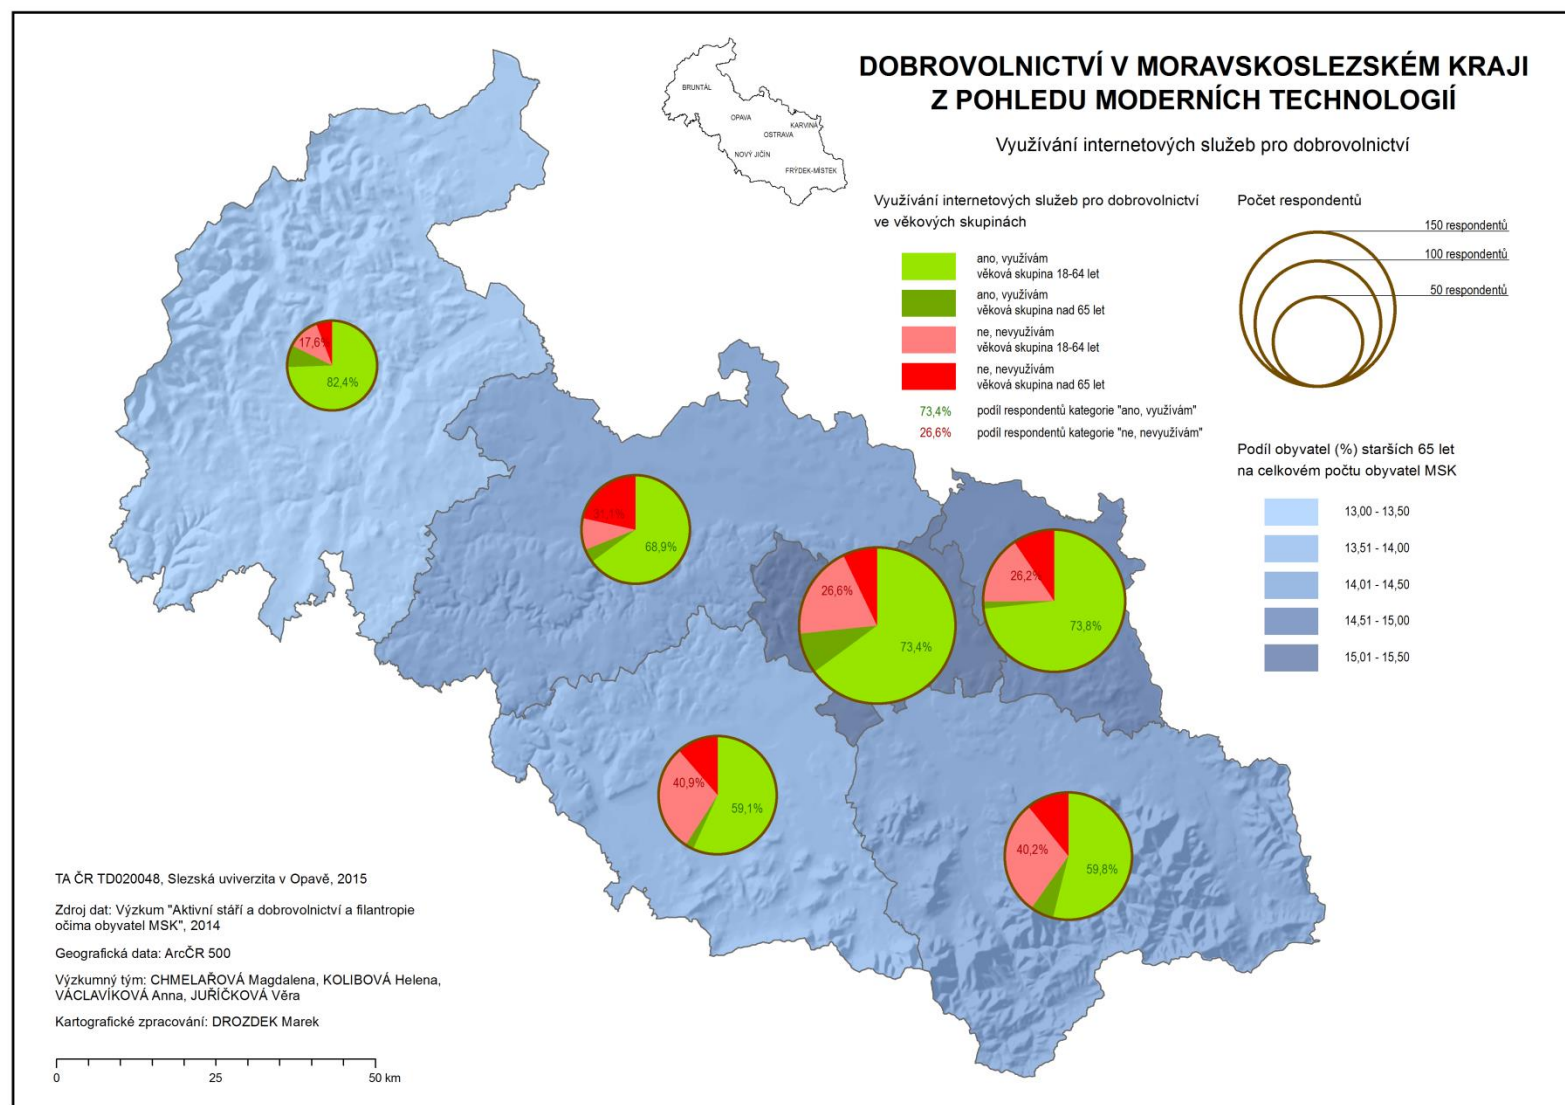 DOBROVOLNICTVÍ V MORAVSKOSLEZSKÉM KRAJI
Z POHLEDU MODERNÍCH TECHNOLOGIÍ
Využívání internetových služeb pro dobrovolnictví
BRUNTÁL
OPAVA
KARVINÁ
OSTRAVA
NOVÝ JIČÍN
FRÝDEK-MÍSTEK
Využívání internetových služeb pro dobrovolnictví
ve věkových skupinách
ano, využívám
věková skupina 18-64 let
ano, využívám
věková skupina nad 65 let
ne, nevyužívám
věková skupina 18-64 let
ne, nevyužívám
věková skupina nad 65 let
73,4% podíl respondentů kategorie "ano, využívám"
26,6% podíl respondentů kategorie "ne, nevyužívám"
Počet respondentů
150 respondentů
100 respondentů
50 respondentů
Podíl obyvatel (%) starších 65 let
na celkovém počtu obyvatel MSK
13,00 - 13,50
13,51 - 14,00
14,01 - 14,50
14,51 - 15,00
15,01 - 15,50
17,6%
82,4%
31,1%
68,9%
26,6%
73,4%
26,2%
73,8%
40,9%
59,1%
40,2%
59,8%
TA ČR TD020048, Slezská uviverzita v Opavě, 2015
Zdroj dat: Výzkum "Aktivní stáří a dobrovolnictví a filantropie
očima obyvatel MSK", 2014
Geografická data: ArcČR 500
Výzkumný tým: CHMELAŘOVÁ Magdalena, KOLIBOVÁ Helena,
VÁCLAVÍKOVÁ Anna, JUŘÍČKOVÁ Věra
Kartografické zpracování: DROZDEK Marek
0 25 50 km